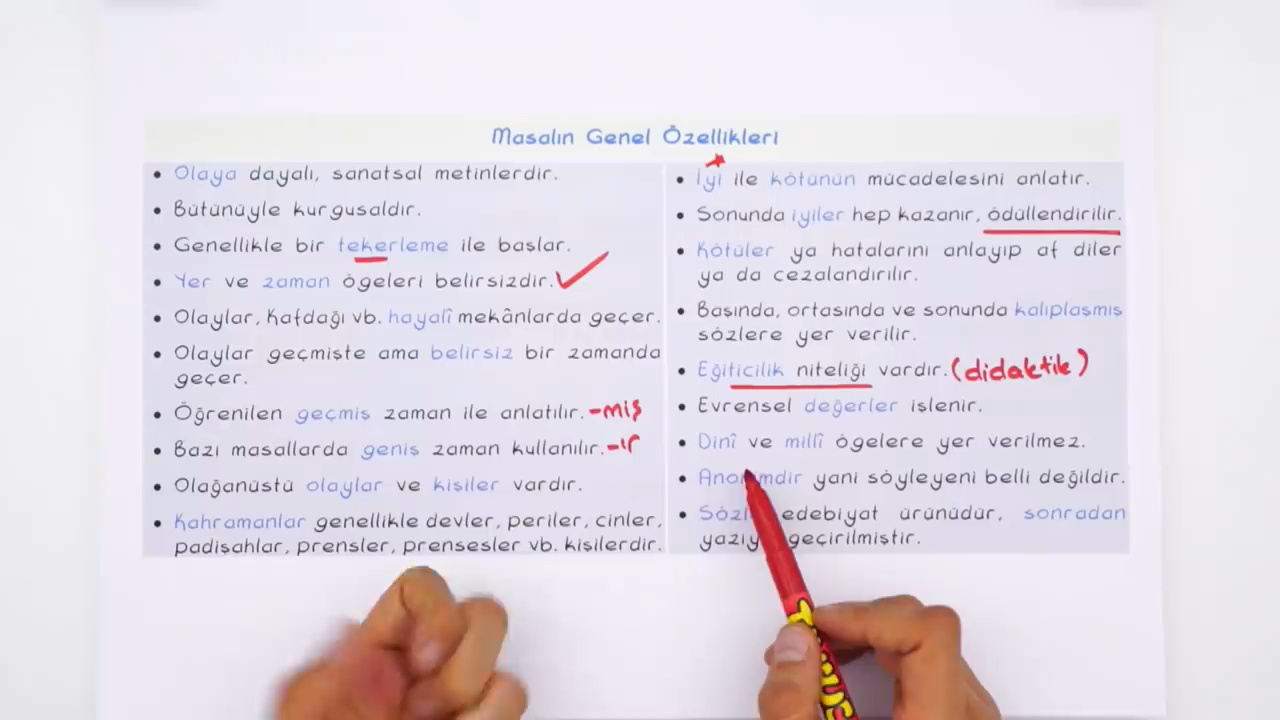 Masalın Genel Özellikleri
• Olaya dayalı, sanatsal metinlerdir.
• Bütünüyle kurgusaldır.
• Genellikle bir tekerleme ile başlar.
• Yer ve zaman ögeleri belirsizdir.
• Olaylar, Kafdağı vb. hayalî mekânlarda geçer.
• Olaylar geçmişte ama belirsiz bir zamanda
geçer.
• Öğrenilen geçmiş zaman ile anlatılır. -miş
• Bazı masallarda geniş zaman kullanılır. -ır
• Olağanüstü olaylar ve kişiler vardır.
• Kahramanlar genellikle devler, periler, cinler,
padişahlar, prensler, prensesler vb. kişilerdir.
• İyi ile kötünün mücadelesini anlatır.
• Sonunda iyiler hep kazanır, ödüllendirilir.
• Kötüler ya hatalarını anlayıp af diler
ya da cezalandırılır.
• Başında, ortasında ve sonunda kalıplaşmış
sözlere yer verilir.
• Eğiticilik niteliği vardır. (didaktik)
• Evrensel değerler işlenir.
• Dinî ve millî ögelere yer verilmez.
• Anonimdir yani söyleyeni belli değildir.
• edebiyat ürünüdür, sonradan
geçirilmiştir.